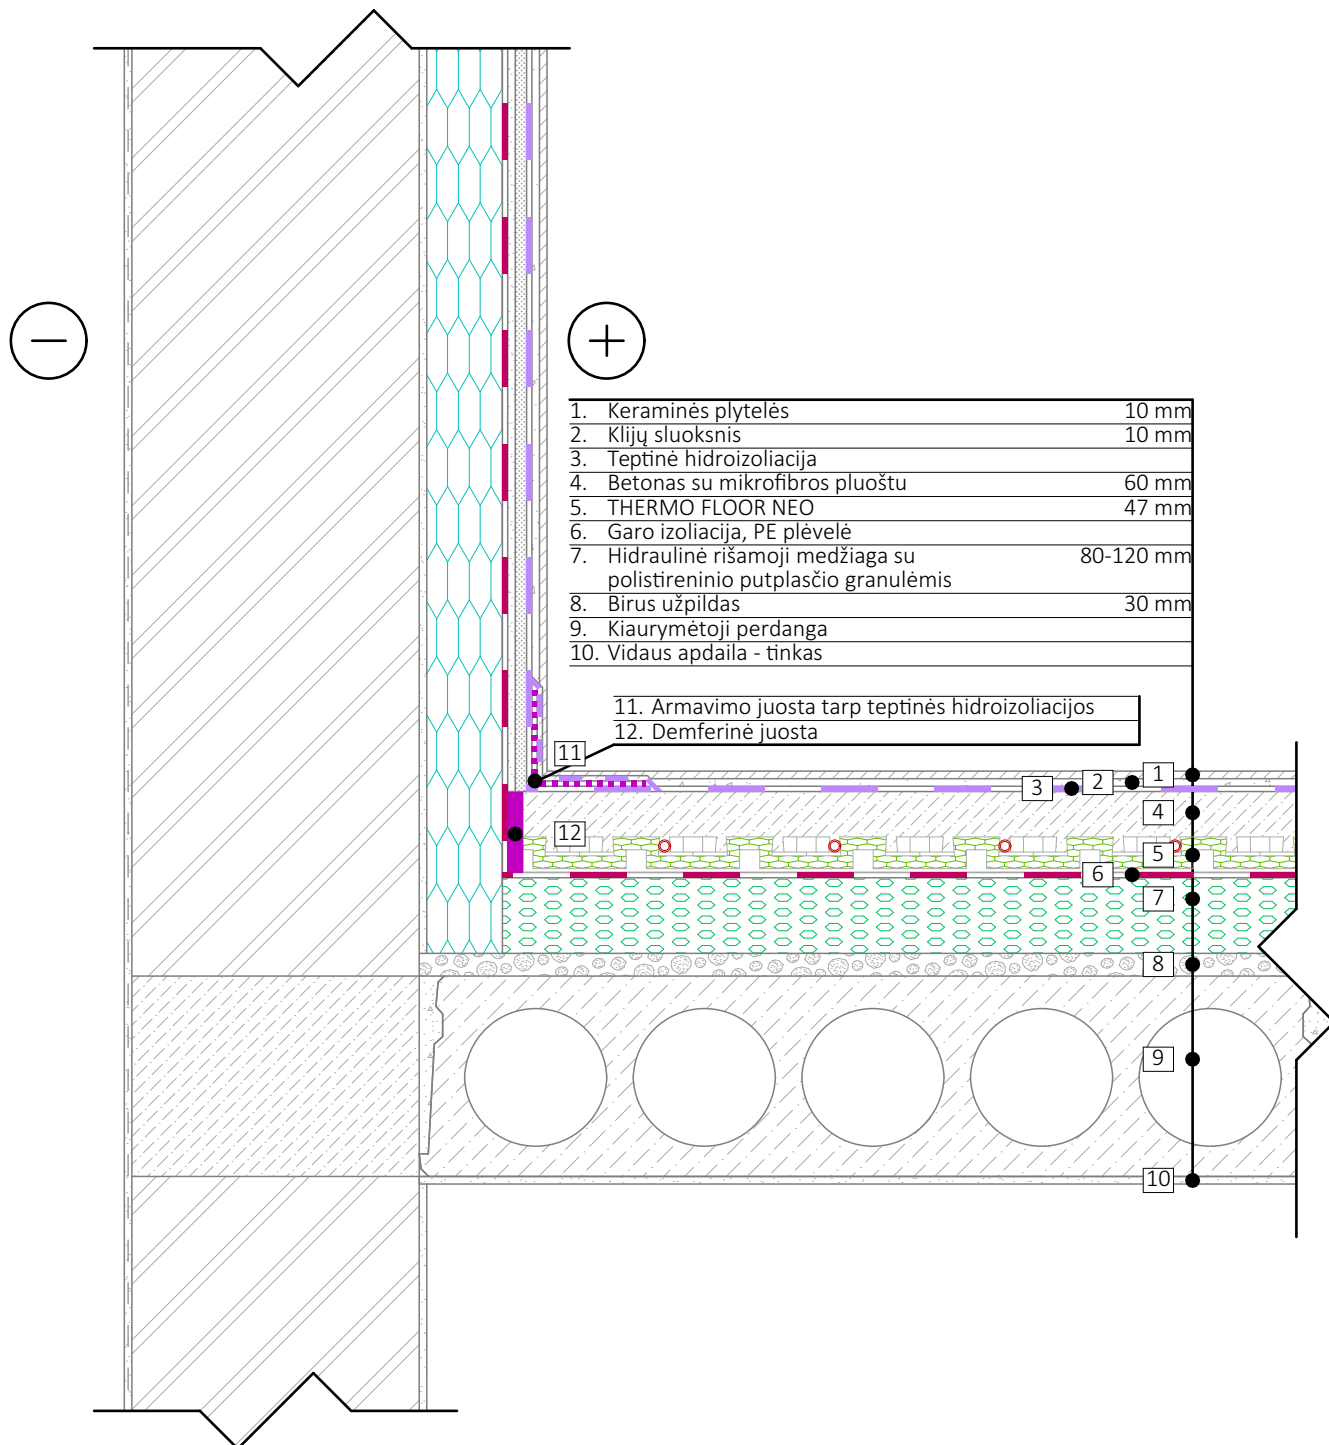 1. Keraminės plytelės 10 mm
2. Klijų sluoksnis 10 mm
3. Teptinė hidroizoliacija
4. Betonas su mikrofibros pluoštu 60 mm
5. THERMO FLOOR NEO 47 mm
6. Garo izoliacija, PE plėvelė
7. Hidraulinė rišamoji medžiaga su 80-120 mm
polistireninio putplasčio granulėmis
8. Birus užpildas 30 mm
9. Kiaurymėtoji perdanga
10. Vidaus apdaila - tinkas
11. Armavimo juosta tarp teptinės hidroizoliacijos
12. Demferinė juosta
11
1
2
3
4
12
5
6
7
8
9
10